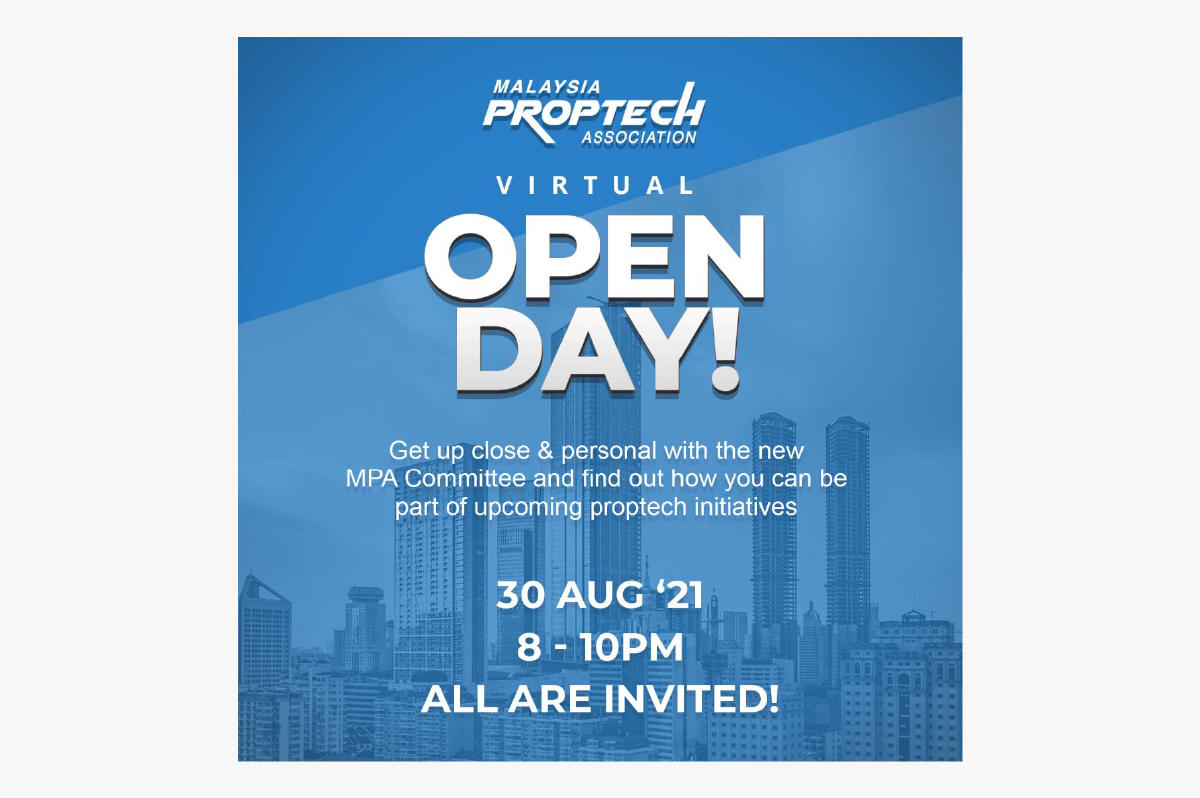 MALAYSIA
PROPTECH
ASSOCIATION
VIRTUAL
OPEN
DAY!
Get up close & personal with the new
MPA Committee and find out how you can be
part of upcoming proptech initiatives
30 AUG ‘21
8 - 10PM
ALL ARE INVITED!